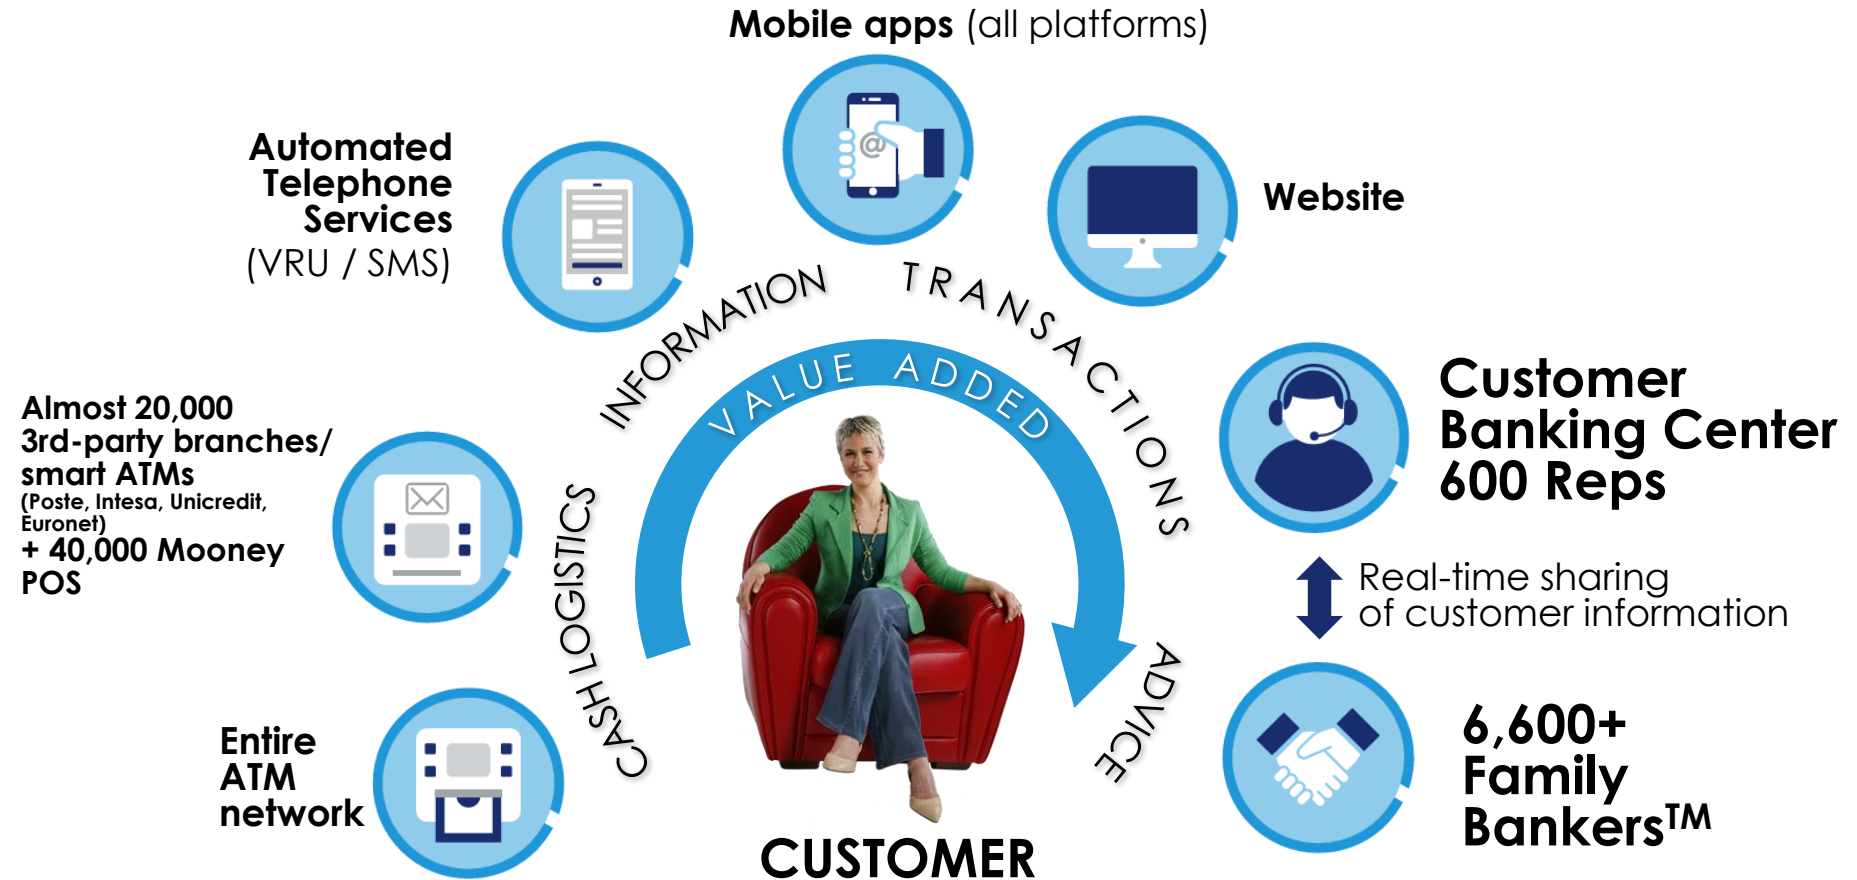 Mobile apps (all platforms)
Automated
Telephone
Services
(VRU / SMS)
Website
INFORMATION
TRANSACTIONS
VALUE ADDED
Almost 20,000
3rd-party branches/
smart ATMs
(Poste, Intesa, Unicredit,
Euronet)
+ 40,000 Mooney
POS
Customer
Banking Center
600 Reps
@
CASH LOGISTICS
Real-time sharing
of customer information
ADVICE
Entire
ATM
network
6,600+
Family
Bankers™
CUSTOMER